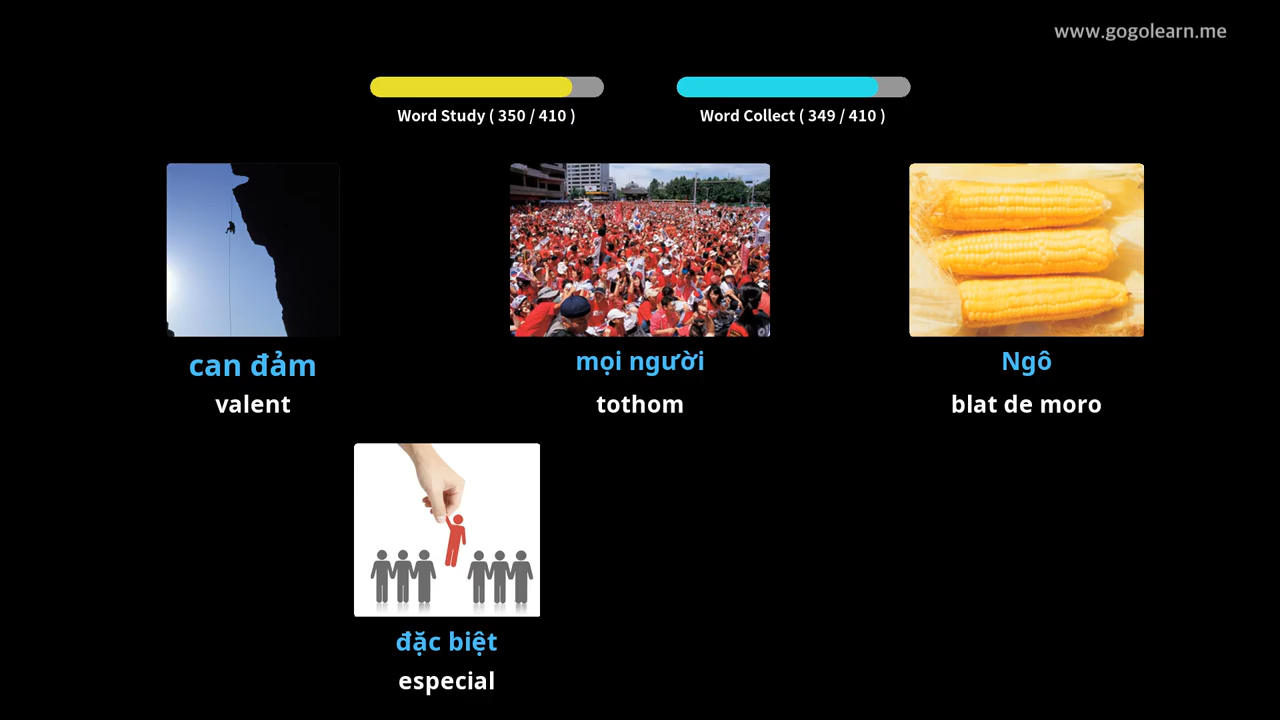 www.gogolearn.me
Word Study ( 350 / 410 )
Word Collect ( 349 / 410 )
can đảm
mọi người
Ngô
valent
tothom
blat de moro
đặc biệt
especial